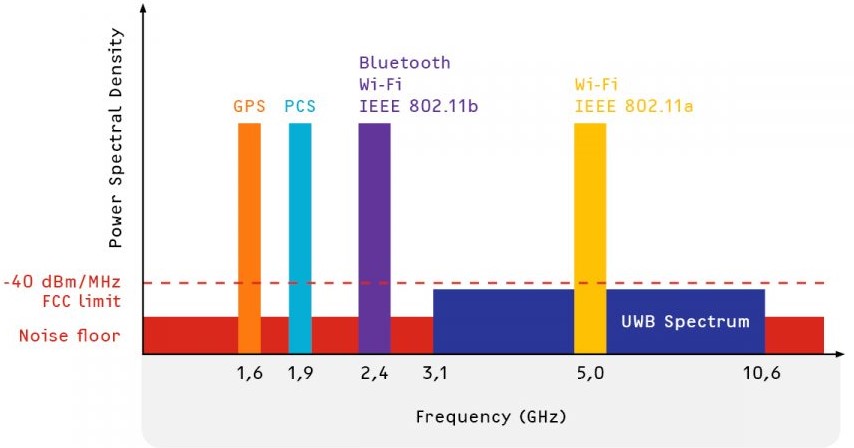 Power Spectral Density
Bluetooth
Wi-Fi
IEEE 802.11b
Wi-Fi
IEEE 802.11a
GPS
PCS
-40 dBm/MHz
FCC limit
Noise floor
UWB Spectrum
1,6
1,9
2,4
3,1
5,0
10,6
Frequency (GHz)